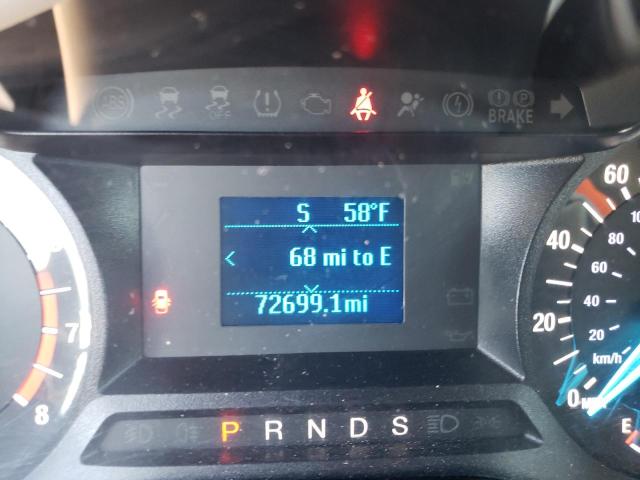 ABS OFF BRAKE
S 58°F
< 68 mi to E
72699.1mi
7
8
P R N D S
60
40
20
0
10
80
60
40
20
km/h
E